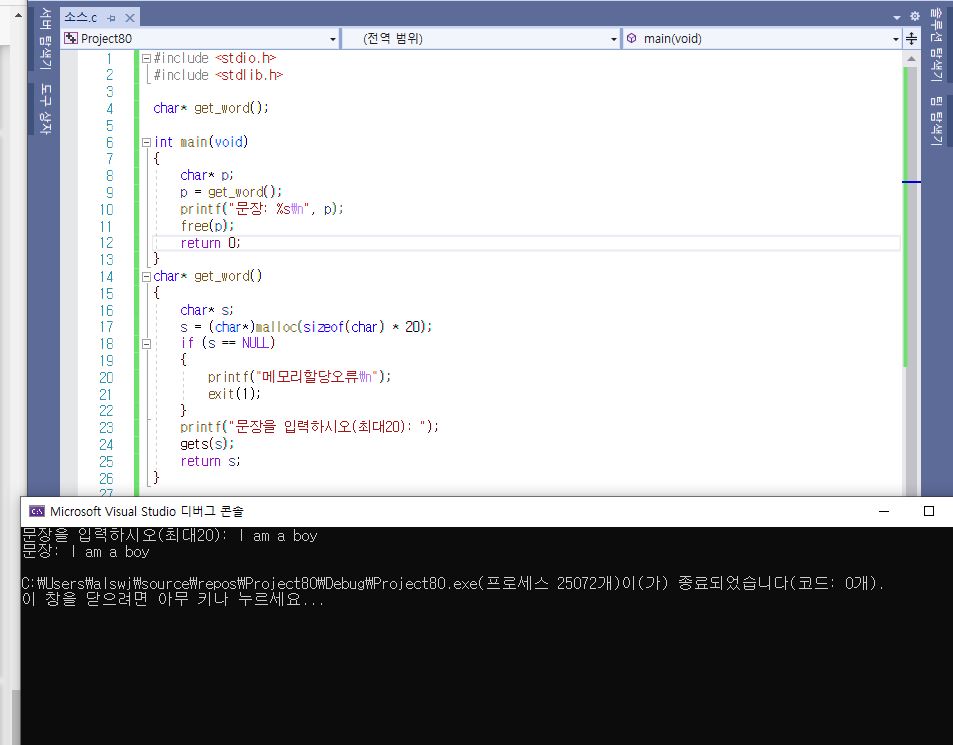 소스.c
서버 탐색기
도구 상자
솔루션 탐색기
팀 탐색기
Project80
(전역 범위)
main(void)
1 #include <stdio.h>
2 #include <stdlib.h>
3
4 char* get_word();
5
6 int main(void)
7 {
8 char* p;
9 p = get_word();
10 printf("문장: %s₩n", p);
11 free(p);
12 return 0;
13 }
14 char* get_word()
15 {
16 char* s;
17 s = (char*)malloc(sizeof(char) * 20);
18 if (s == NULL)
19 {
20 printf("메모리할당오류₩n");
21 exit(1);
22 }
23 printf("문장을 입력하시오(최대20): ");
24 gets(s);
25 return s;
26 }
27
Microsoft Visual Studio 디버그 콘솔
문장을 입력하시오(최대20): I am a boy
문장: I am a boy
C:₩Users₩alswj₩source₩repos₩Project80₩Debug₩Project80.exe(프로세스 25072개)이(가) 종료되었습니다(코드: 0개).
이 창을 닫으려면 아무 키나 누르세요...